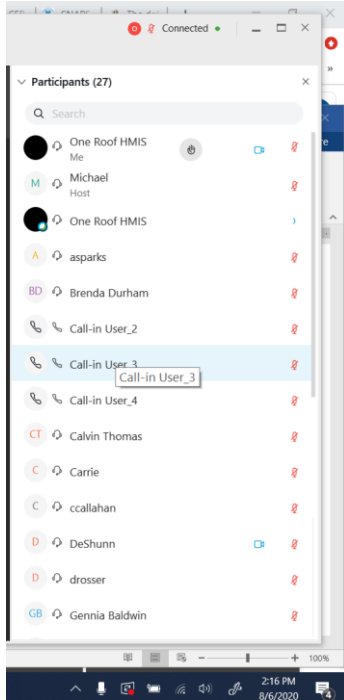 Connected
Participants (27)
Search
One Roof HMIS
Me
M
Michael
Host
One Roof HMIS
A
asparks
BD
Brenda Durham
Call-in User_2
Call-in User_3
Call-in User_3
Call-in User_4
CT
Calvin Thomas
C
Carrie
C
ccallahan
D
DeShunn
D
drosser
GB
Gennia Baldwin
100%
2:16 PM
8/6/2020
4